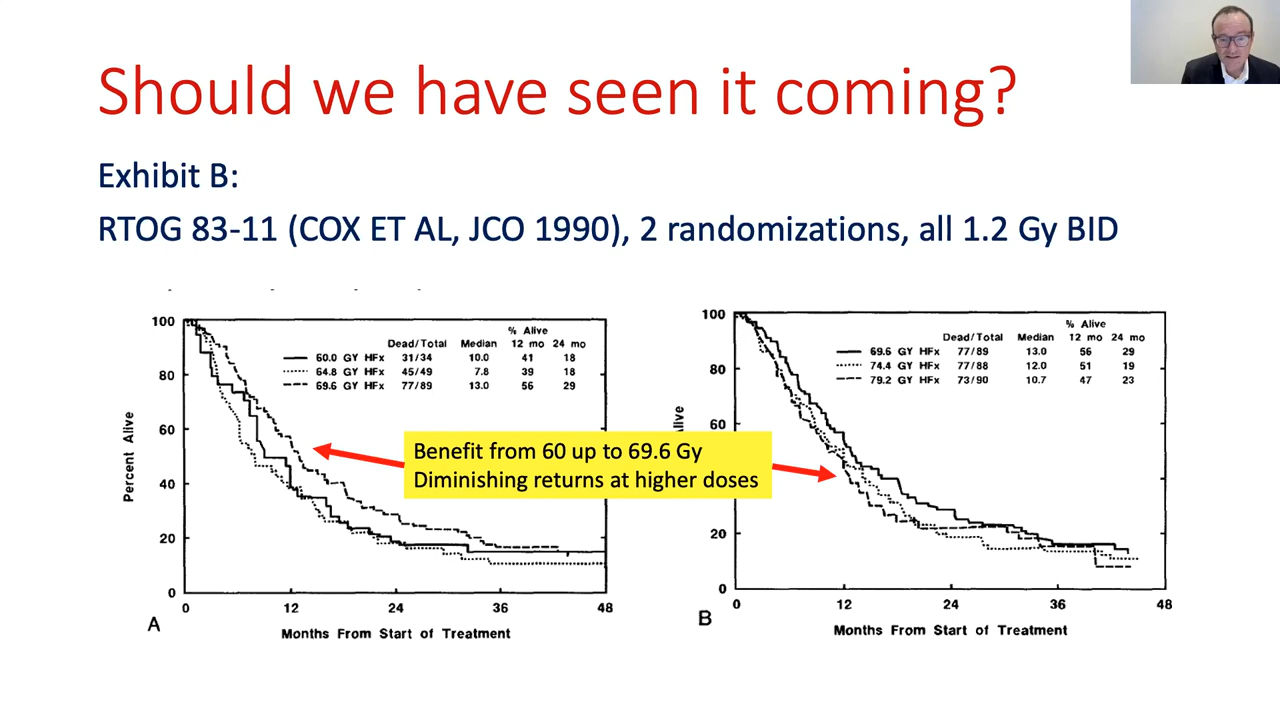 Should we have seen it coming?
Exhibit B:
RTOG 83-11 (COX ET AL, JCO 1990), 2 randomizations, all 1.2 Gy BID
Percent Alive
100
80
60
40
20
0
0
12
24
36
48
% Alive
Dead/Total Median 12 mo 24 mo
60.0 GY HFx 31/34 10.0 41 18
64.8 GY HFx 45/49 7.8 39 18
69.6 GY HFx 77/89 13.0 56 29
A
Months From Start of Treatment
Benefit from 60 up to 69.6 Gy
Diminishing returns at higher doses
100
80
60
20
0
0
12
24
36
48
% Alive
Dead/Total Median 12 mo 24 mo
69.6 GY HFx 77/89 13.0 56 29
74.4 GY HFx 77/88 12.0 51 19
79.2 GY HFx 73/90 10.7 47 23
B
Months From Start of Treatment